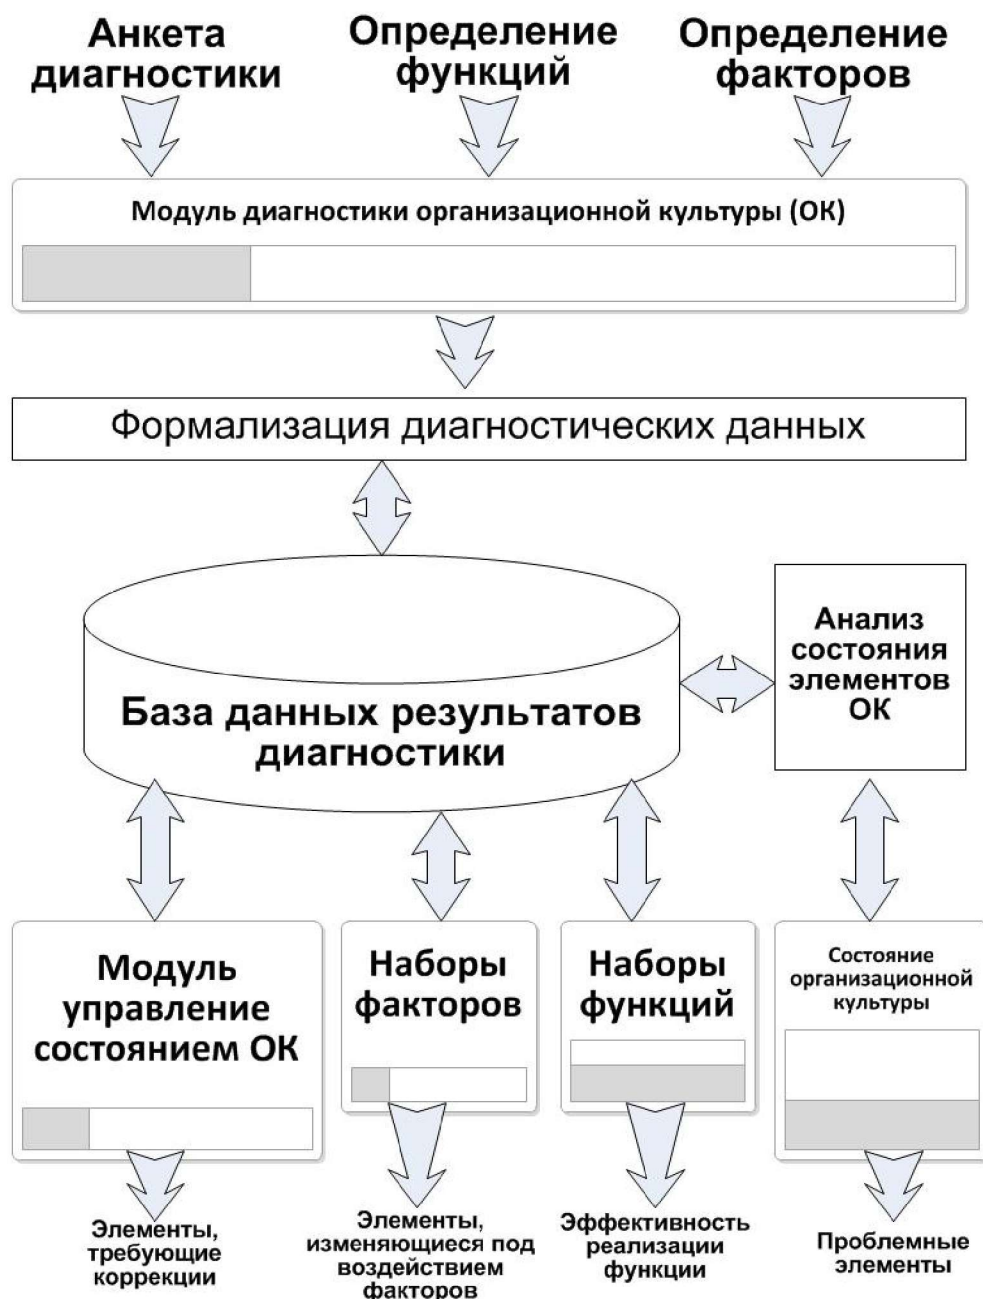 Анкета
диагностики
Определение
функций
Определение
факторов
Модуль диагностики организационной культуры (ОК)
Формализация диагностических данных
База данных результатов
диагностики
Анализ
состояния
элементов
ОК
Модуль
управление
состоянием ОК
Наборы
факторов
Наборы
функций
Состояние
организационной
культуры
Элементы,
требующие
коррекции
Элементы,
изменяющиеся под
воздействием
факторов
Эффективность
реализации
функции
Проблемные
элементы